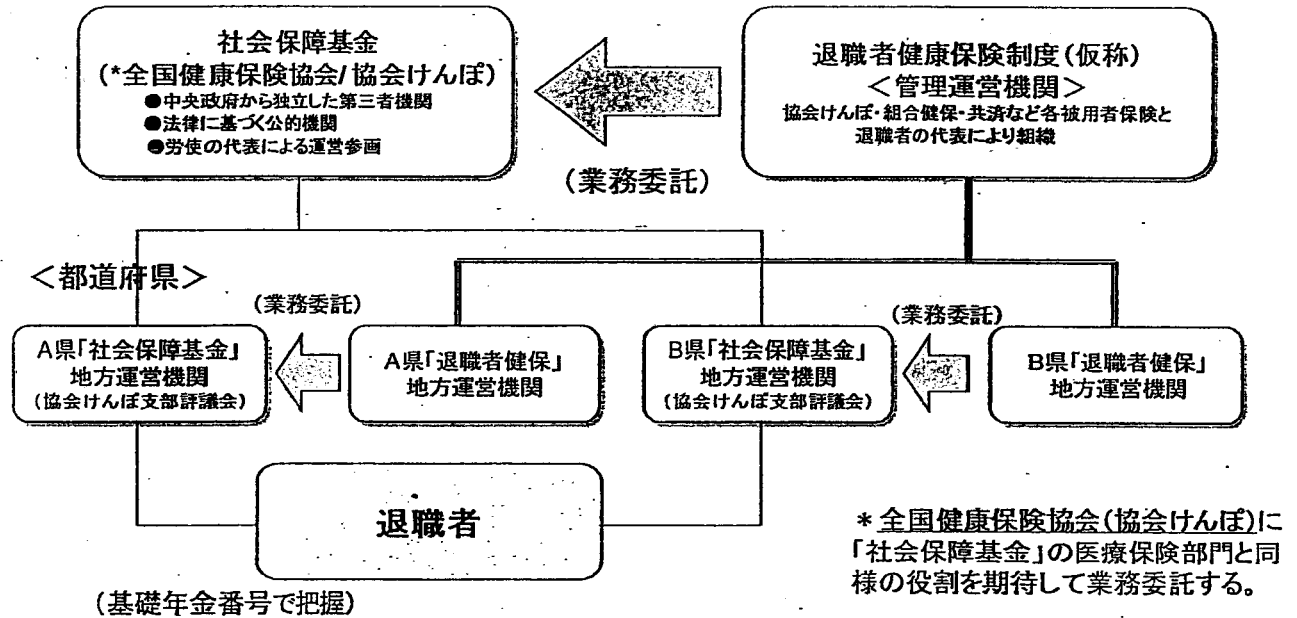 社会保障基金
(*全国健康保険協会/協会けんぽ)
●中央政府から独立した第三者機関
●法律に基づく公的機関
●労使の代表による運営参画
退職者健康保険制度(仮称)
<管理運営機関>
協会けんぽ・組合健保・共済など各被用者保険と
退職者の代表により組織
(業務委託)
<都道府県>
(業務委託)
(業務委託)
A県「社会保障基金」
地方運営機関
(協会けんぽ支部評議会)
A県「退職者健保」
地方運営機関
B県「社会保障基金」
地方運営機関
(協会けんぽ支部評議会)
B県「退職者健保」
地方運営機関
退職者
(基礎年金番号で把握)
*全国健康保険協会(協会けんぽ)に
「社会保障基金」の医療保険部門と同
様の役割を期待して業務委託する。